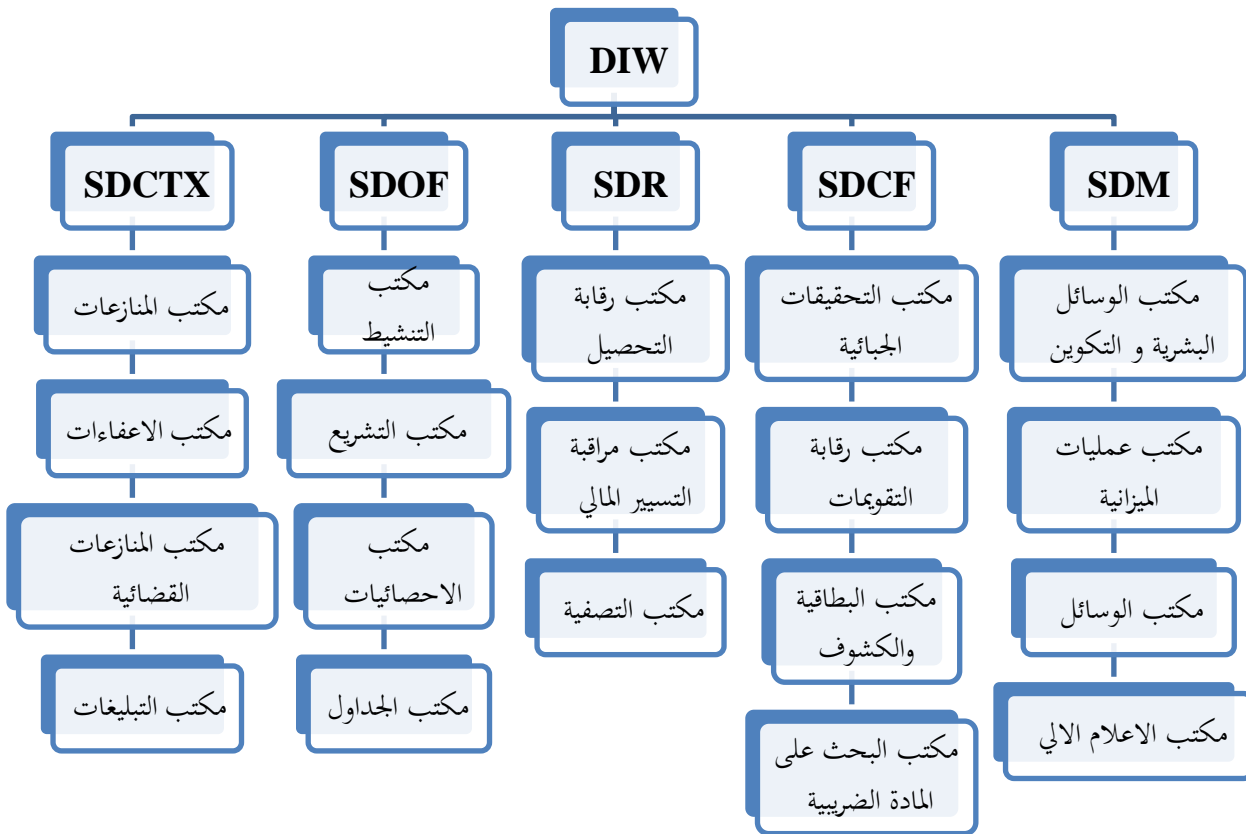 DIW
SDCTX
SDOF
SDR
SDCF
SDM
مكتب المنازعات
مكتب الاعفاءات
مكتب المنازعات
القضائية
مكتب التبليغات
مكتب
التنشيط
مكتب التشريع
مكتب
الاحصائيات
مكتب الجداول
مكتب رقابة
التحصيل
مكتب مراقبة
التسيير المالي
مكتب التصفية
مكتب التحقيقات
الجبائية
مكتب رقابة
التقويمات
مكتب البطاقية
والكشوف
مكتب البحث على
المادة الضريبية
مكتب الوسائل
البشرية و التكوين
مكتب عمليات
الميزانية
مكتب الوسائل
مكتب الاعلام الالي